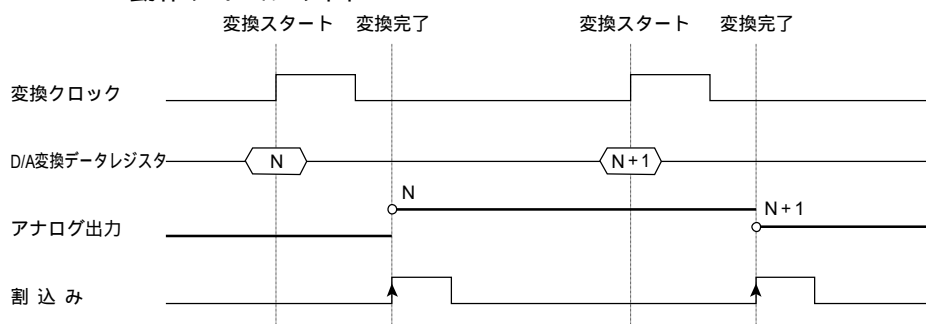 変換スタート 変換完了 変換スタート 変換完了
変換クロック
D/A変換データレジスタ N N+1
N
N+1
アナログ出力
割込み